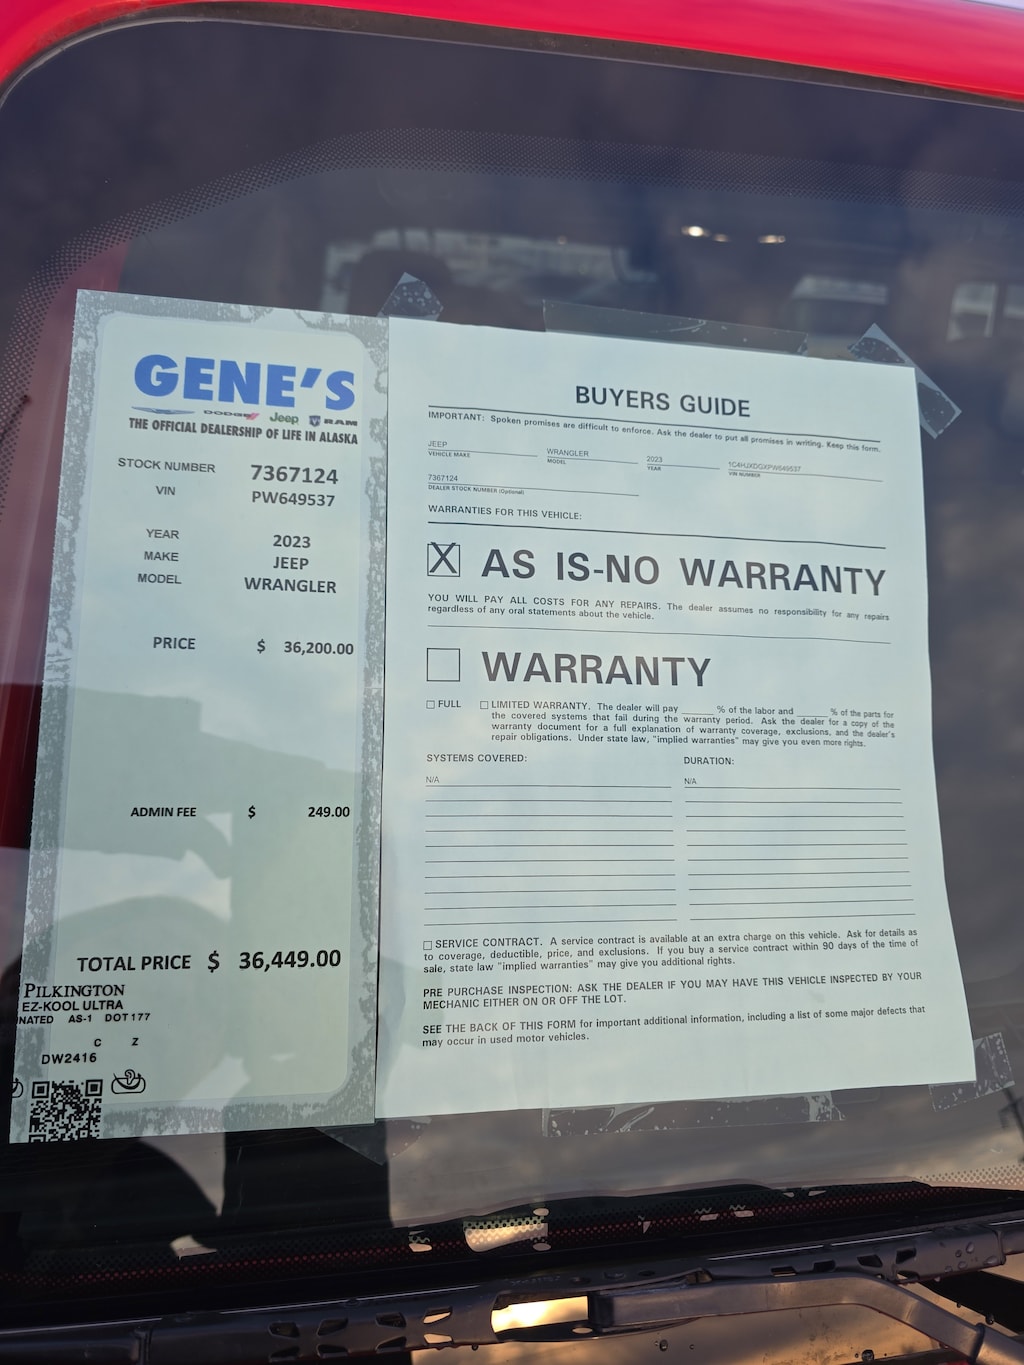 GENE'S
DODGE Jeep RAM
THE OFFICIAL DEALERSHIP OF LIFE IN ALASKA
STOCK NUMBER 7367124
VIN PW649537
YEAR 2023
MAKE JEEP
MODEL WRANGLER
PRICE $ 36,200.00
ADMIN FEE $ 249.00
TOTAL PRICE $ 36,449.00
PILKINGTON
EZ-KOOL ULTRA
NATED AS-1 DOT177
C Z
DW2416
BUYERS GUIDE
IMPORTANT: Spoken promises are difficult to enforce. Ask the dealer to put all promises in writing. Keep this form.
JEEP WRANGLER 2023 1C4HJXDGXPW649537
VEHICLE MAKE MODEL YEAR VIN NUMBER
7367124
DEALER STOCK NUMBER (Optional)
WARRANTIES FOR THIS VEHICLE:
X AS IS-NO WARRANTY
YOU WILL PAY ALL COSTS FOR ANY REPAIRS. The dealer assumes no responsibility for any repairs
regardless of any oral statements about the vehicle.
WARRANTY
FULL LIMITED WARRANTY. The dealer will pay ______ % of the labor and ______ % of the parts for
the covered systems that fail during the warranty period. Ask the dealer for a copy of the
warranty document for a full explanation of warranty coverage, exclusions, and the dealer's
repair obligations. Under state law, "implied warranties" may give you even more rights.
SYSTEMS COVERED: DURATION:
N/A N/A
SERVICE CONTRACT. A service contract is available at an extra charge on this vehicle. Ask for details as
to coverage, deductible, price, and exclusions. If you buy a service contract within 90 days of the time of
sale, state law "implied warranties" may give you additional rights.
PRE PURCHASE INSPECTION: ASK THE DEALER IF YOU MAY HAVE THIS VEHICLE INSPECTED BY YOUR
MECHANIC EITHER ON OR OFF THE LOT.
SEE THE BACK OF THIS FORM for important additional information, including a list of some major defects that
may occur in used motor vehicles.